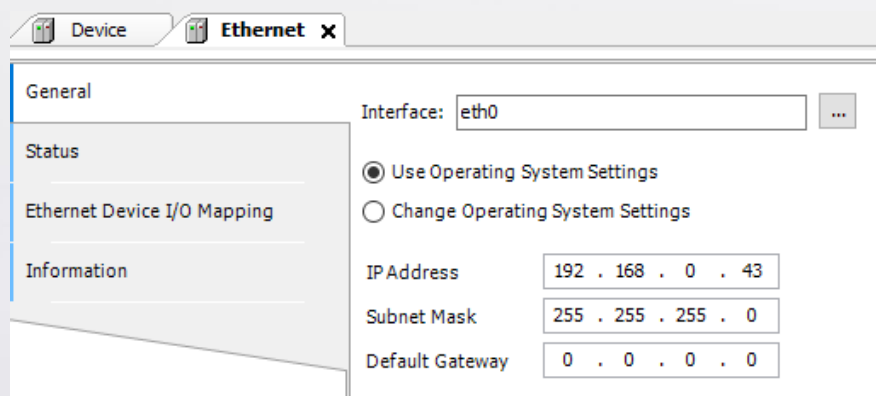 Device
Ethernet
General
Status
Ethernet Device I/O Mapping
Information
Interface: eth0 ...
Use Operating System Settings
Change Operating System Settings
IP Address 192 . 168 . 0 . 43
Subnet Mask 255 . 255 . 255 . 0
Default Gateway 0 . 0 . 0 . 0